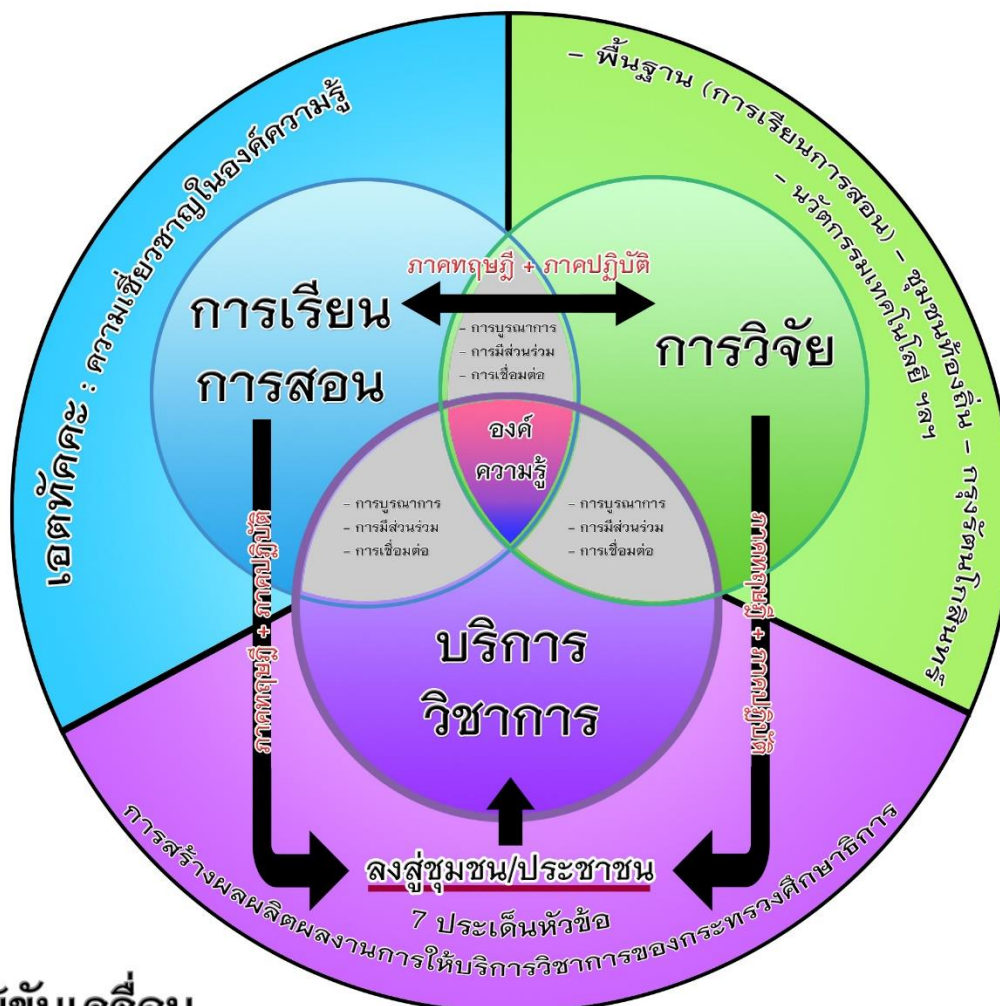 เอตทัคคะ : ความเชี่ยวชาญในองค์ความรู้
- พื้นฐาน (การเรียนการสอน) - ชุมชนท้องถิ่น - กรุงรัตนโกสินทร์
- นวัตกรรมเทคโนโลยี ฯลฯ
ภาคทฤษฎี + ภาคปฏิบัติ
การเรียน
การสอน
- การบูรณาการ
- การมีส่วนร่วม
- การเชื่อมต่อ
การวิจัย
องค์
ความรู้
- การบูรณาการ
- การมีส่วนร่วม
- การเชื่อมต่อ
- การบูรณาการ
- การมีส่วนร่วม
- การเชื่อมต่อ
ภาคทฤษฎี + ภาคปฏิบัติ
ภาคทฤษฎี + ภาคปฏิบัติ
บริการ
วิชาการ
ลงสู่ชุมชน/ประชาชน
7 ประเด็นหัวข้อ
การสร้างผลผลิตผลงานการให้บริการวิชาการของกระทรวงศึกษาธิการ